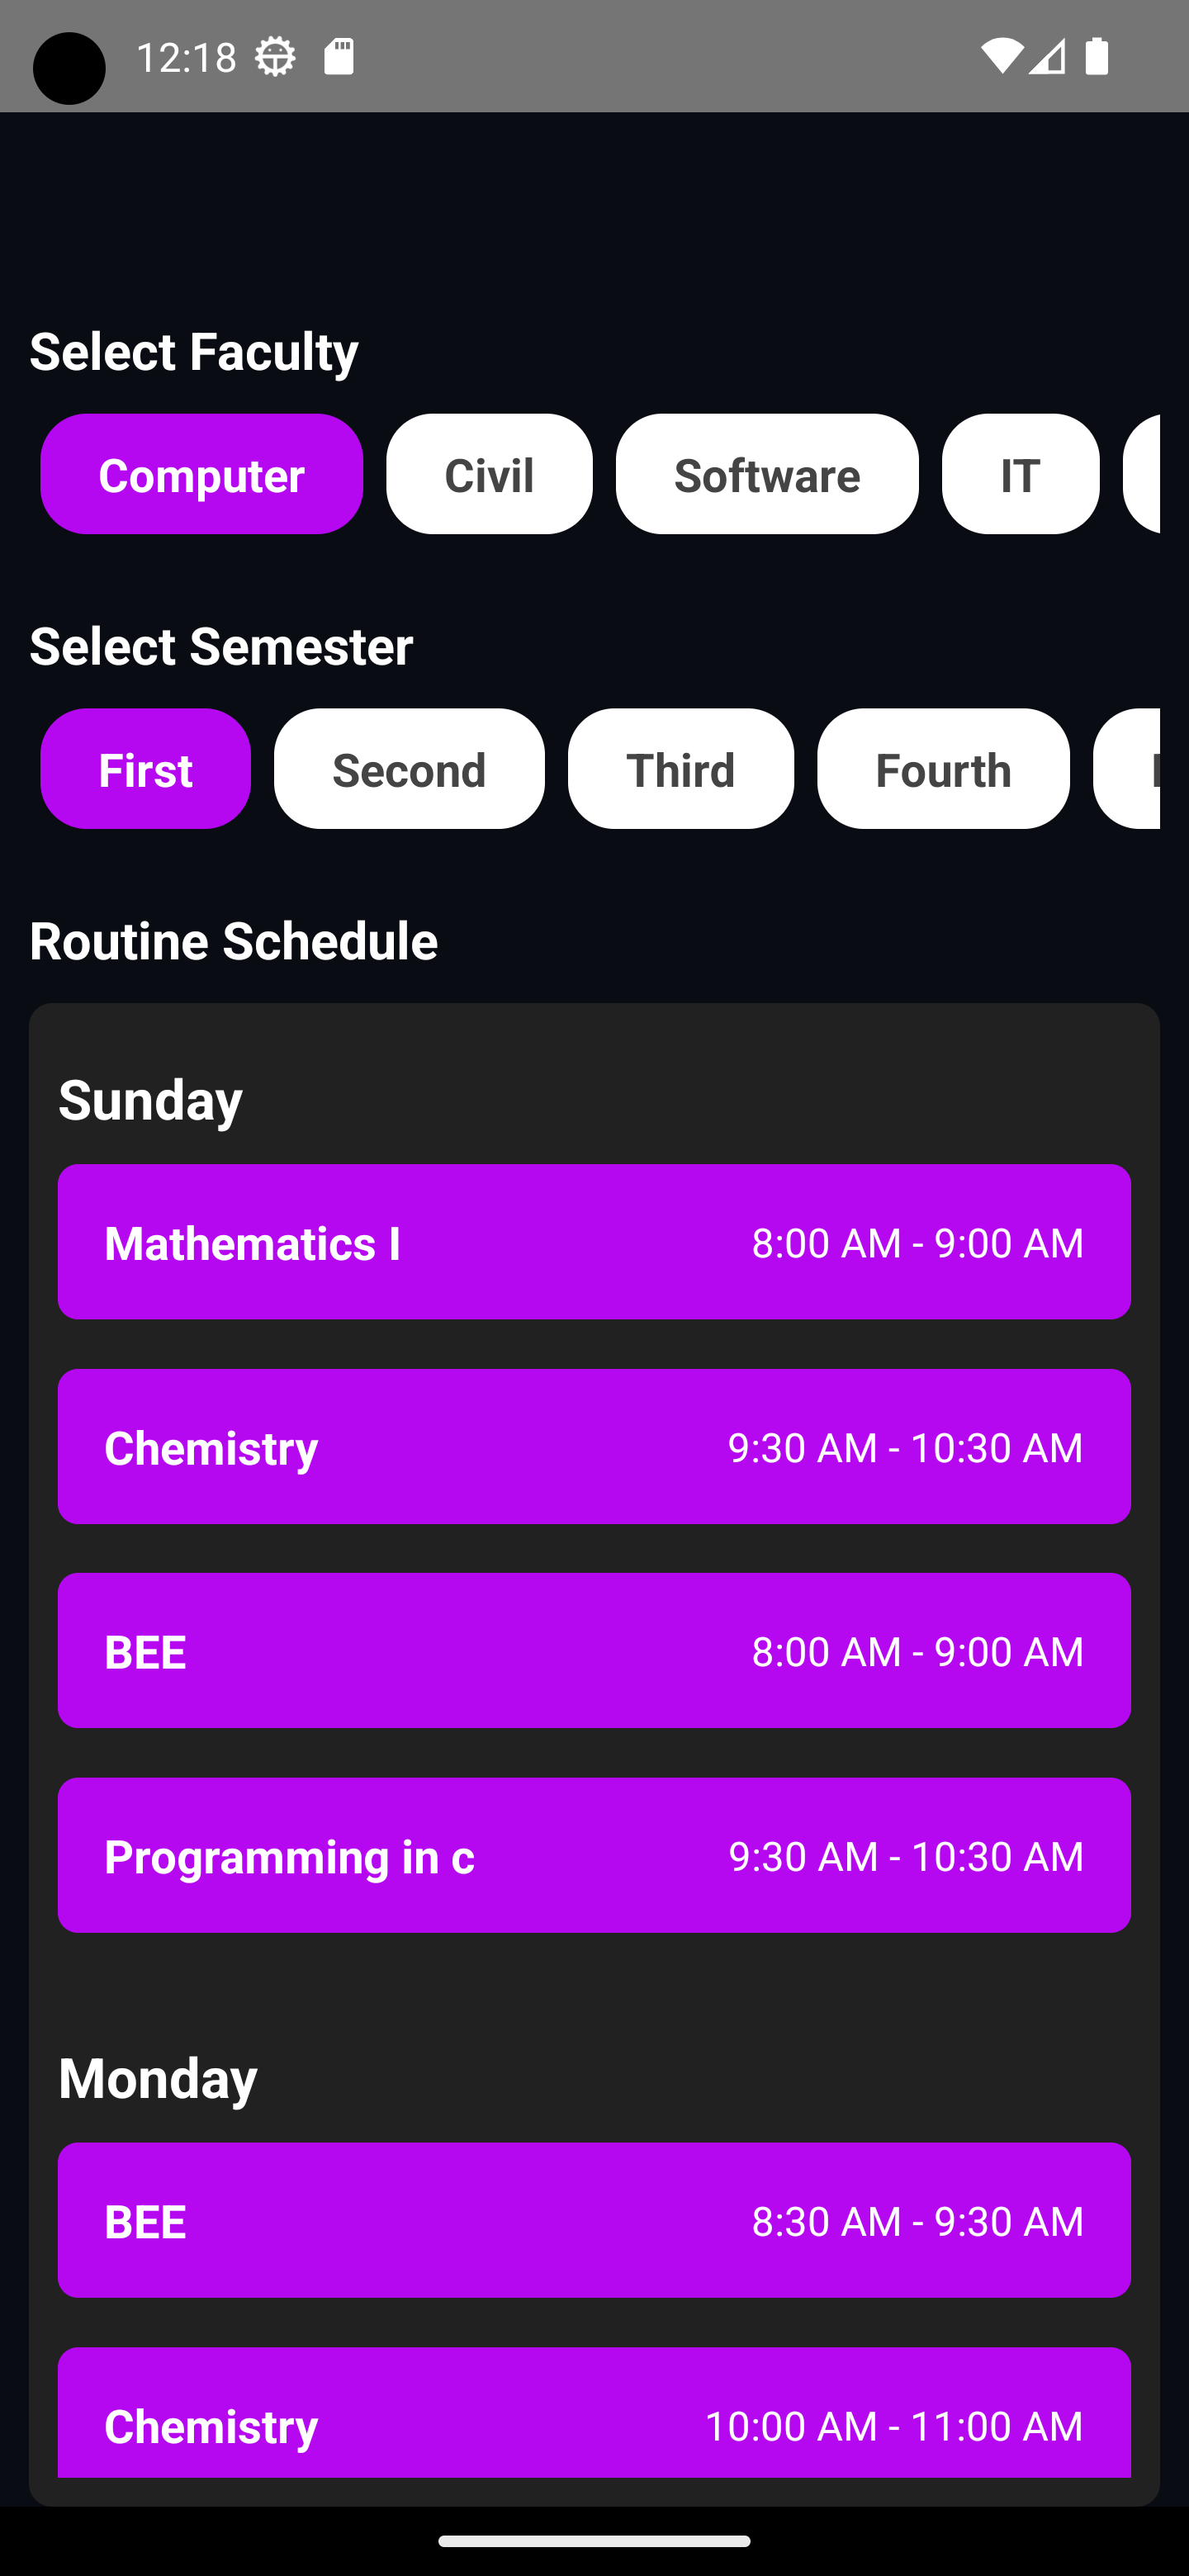 12:18
Select Faculty
Computer Civil Software IT
Select Semester
First Second Third Fourth
Routine Schedule
Sunday
Mathematics I 8:00 AM - 9:00 AM
Chemistry 9:30 AM - 10:30 AM
BEE 8:00 AM - 9:00 AM
Programming in c 9:30 AM - 10:30 AM
Monday
BEE 8:30 AM - 9:30 AM
Chemistry 10:00 AM - 11:00 AM